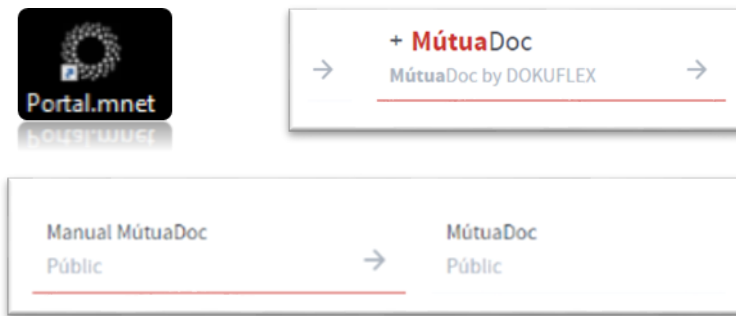 Portal.mnet
+ MútuaDoc
MútuaDoc by DOKUFLEX
Manual MútuaDoc
Públic
MútuaDoc
Públic